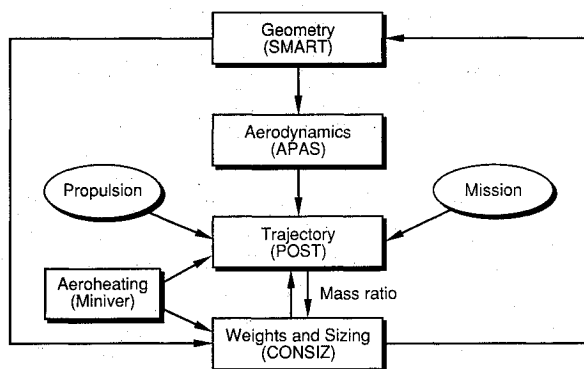 Geometry
(SMART)
Aerodynamics
(APAS)
Propulsion
Mission
Trajectory
(POST)
Aeroheating
(Miniver)
Mass ratio
Weights and Sizing
(CONSIZ)